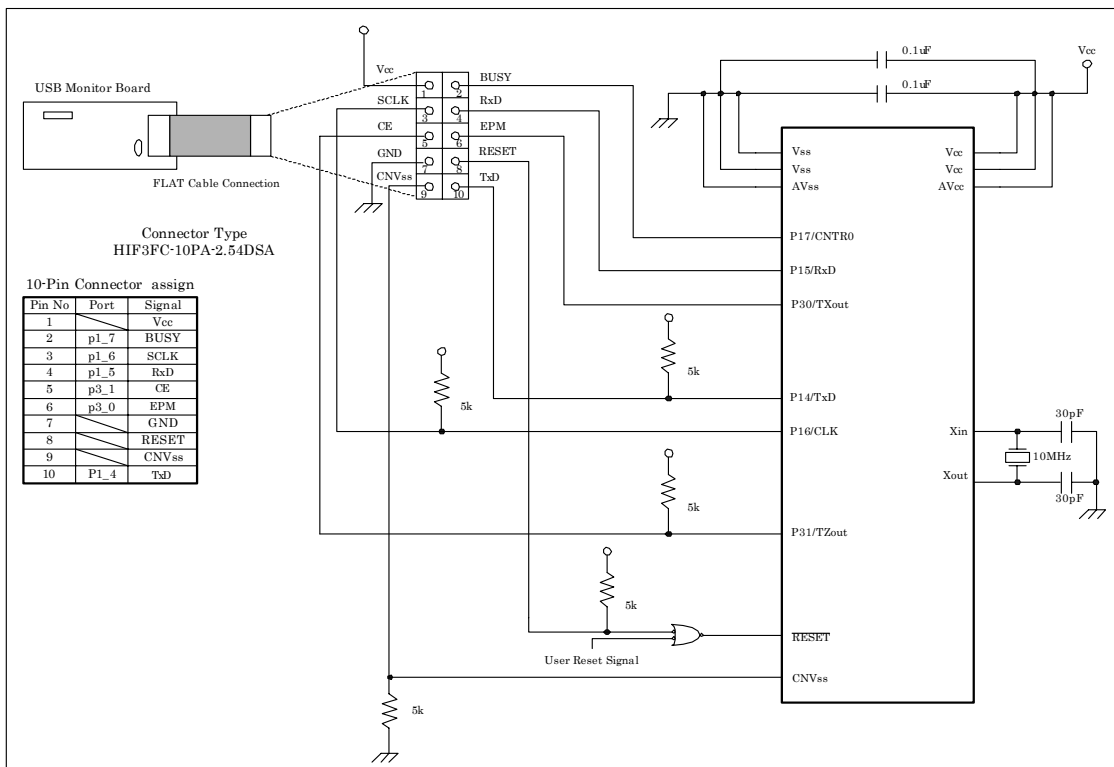 USB Monitor Board
FLAT Cable Connection
Connector Type
HIF3FC-10PA-2.54DSA
10-Pin Connector assign
Pin No Port Signal
1 Vcc
2 p1_7 BUSY
3 p1_6 SCLK
4 p1_5 RxD
5 p3_1 CE
6 p3_0 EPM
7 GND
8 RESET
9 CNVss
10 P1_4 TxD
Vcc BUSY
1 2
SCLK RxD
3 4
CE EPM
5 6
GND RESET
7 8
CNVss TxD
9 10
0.1uF
Vcc
0.1uF
Vss Vcc
Vss Vcc
AVss AVcc
P17/CNTR0
P15/RxD
P30/TXout
5k
5k
P14/TxD
P16/CLK
Xin
30pF
10MHz
Xout
30pF
5k
P31/TZout
5k
RESET
User Reset Signal
CNVss
5k